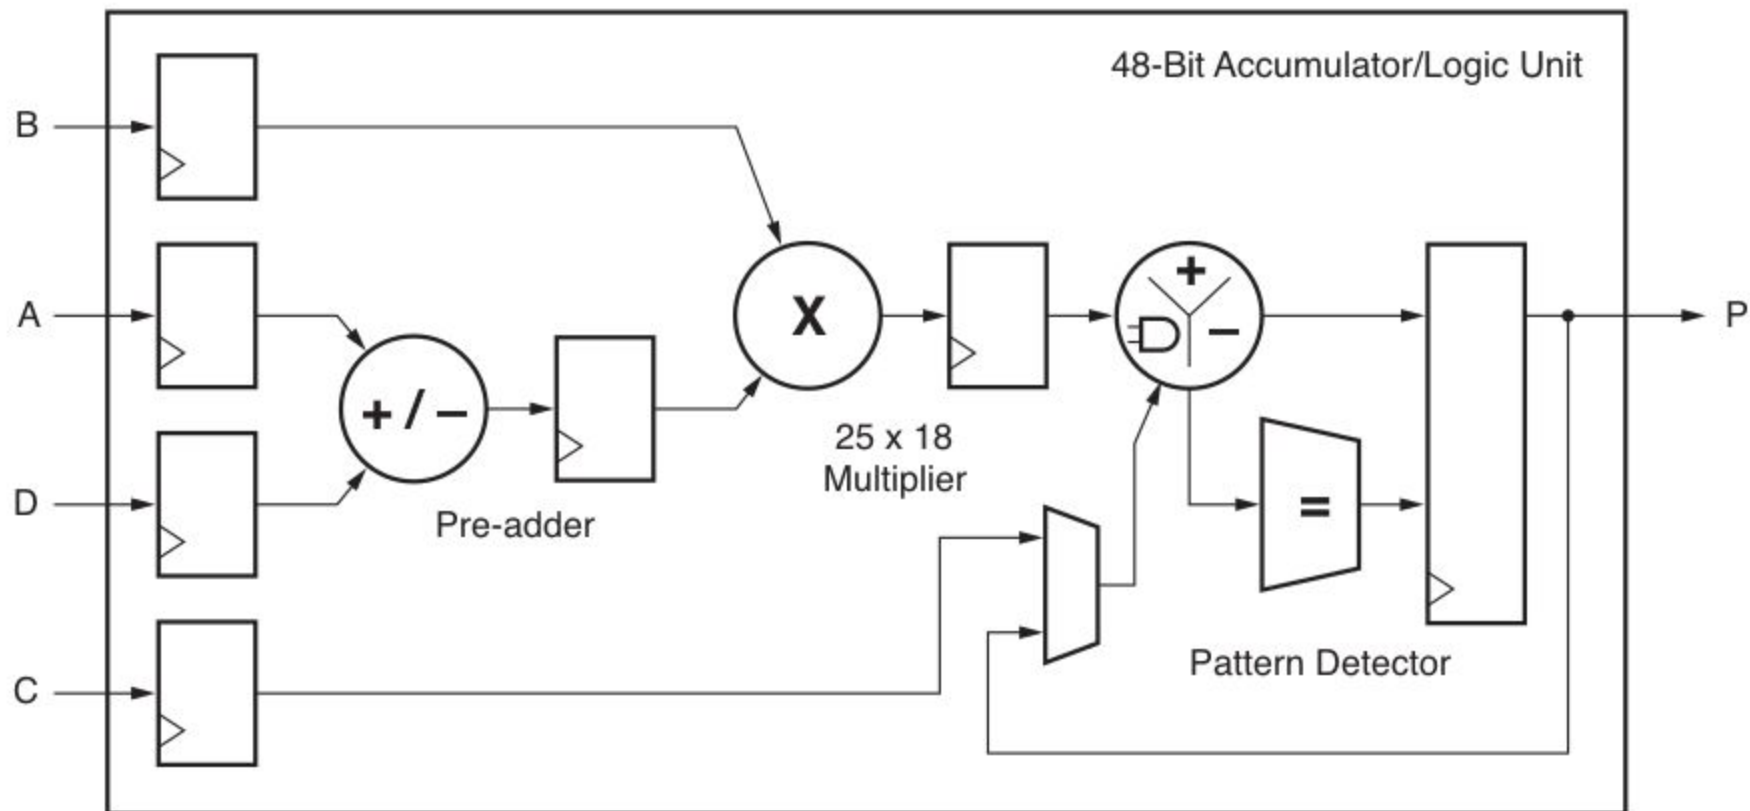 48-Bit Accumulator/Logic Unit
B
A
X
+
−
P
+ / −
25 x 18
Multiplier
D
Pre-adder
=
Pattern Detector
C